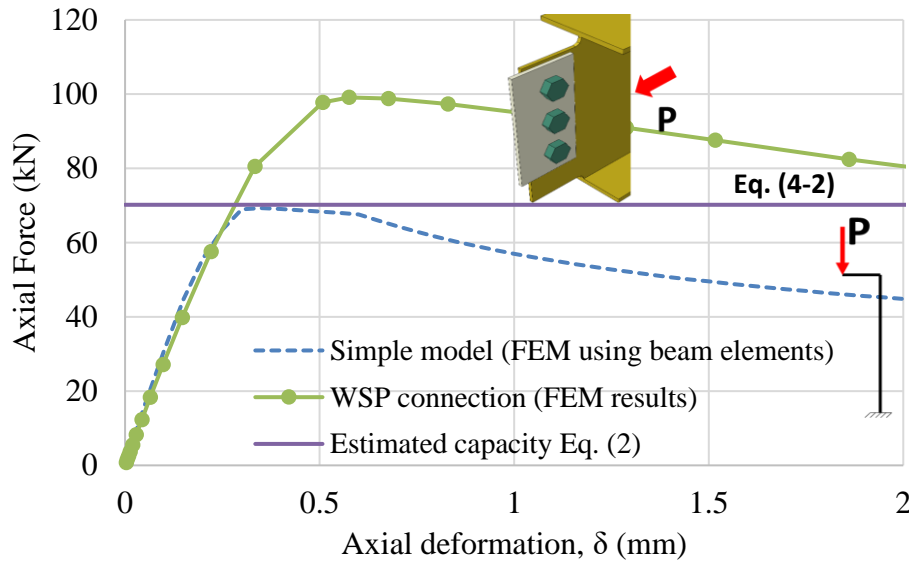 120
100
80
60
40
20
0
Axial Force (kN)
P
Eq. (4-2)
P
Simple model (FEM using beam elements)
WSP connection (FEM results)
Estimated capacity Eq. (2)
0 0.5 1 1.5 2
Axial deformation, δ (mm)